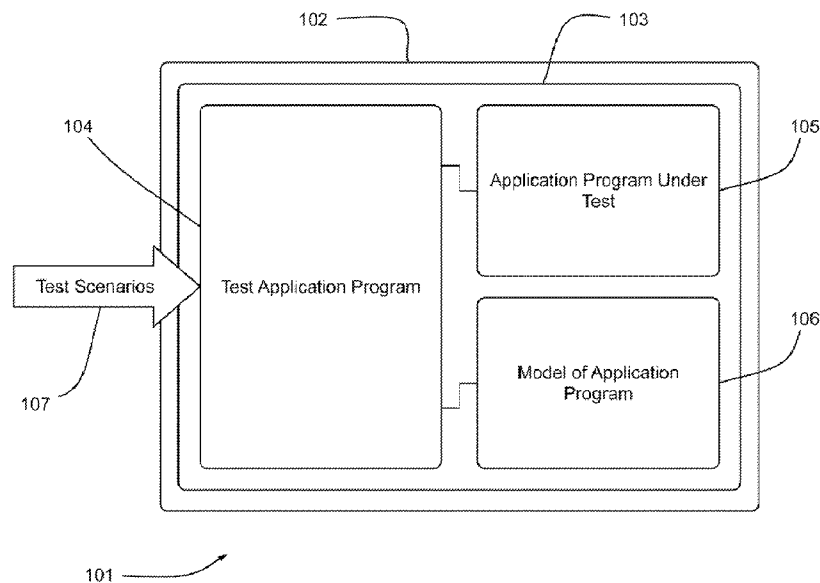 102
103
104
105
Application Program Under
Test
Test Scenarios
Test Application Program
106
Model of Application
Program
107
101